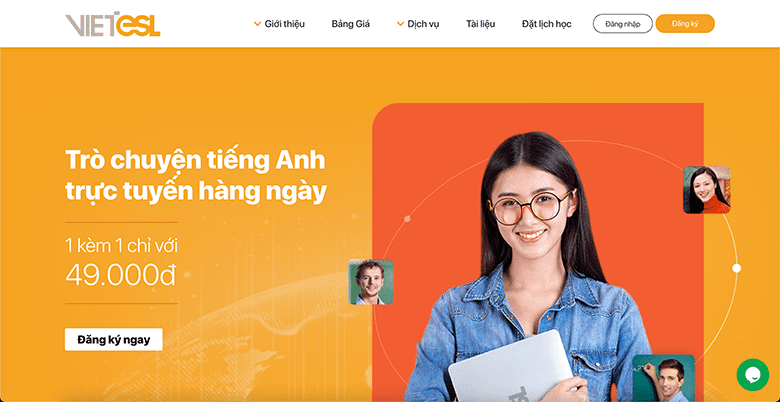 VIETESL
Giới thiệu
Bảng Giá
Dịch vụ
Tài liệu
Đặt lịch học
Đăng nhập
Đăng ký
Trò chuyện tiếng Anh
trực tuyến hàng ngày
1 kèm 1 chỉ với
49.000đ
Đăng ký ngay